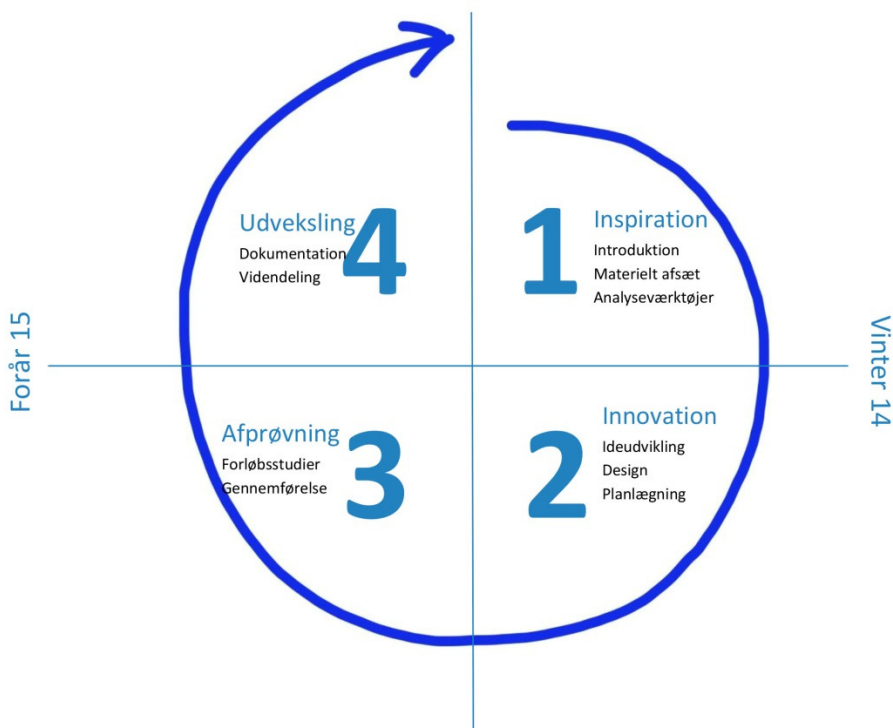 1
Inspiration
Introduktion
Materielt afsæt
Analyseværktøjer
Vinter 14
2
Innovation
Ideudvikling
Design
Planlægning
3
Afprøvning
Forløbsstudier
Gennemførelse
Forår 15
4
Udveksling
Dokumentation
Videndeling